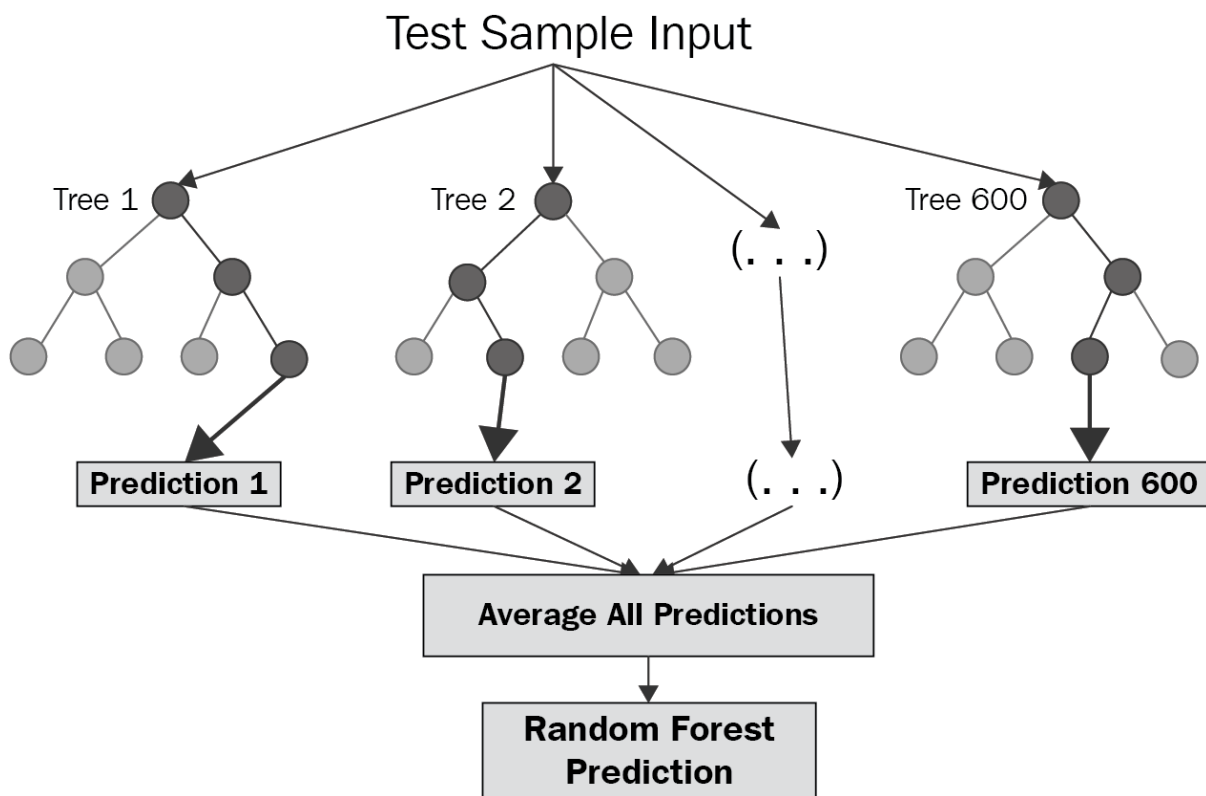 Test Sample Input
Tree 1
Tree 2
Tree 600
(. . .)
Prediction 1
Prediction 2
(. . .)
Prediction 600
Average All Predictions
Random Forest
Prediction